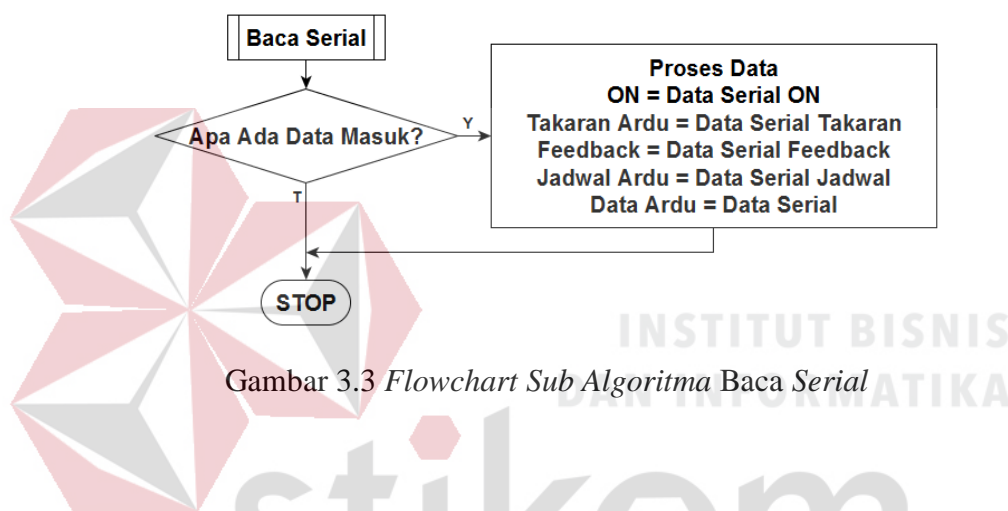 Baca Serial
Apa Ada Data Masuk?
Y
T
Proses Data
ON = Data Serial ON
Takaran Ardu = Data Serial Takaran
Feedback = Data Serial Feedback
Jadwal Ardu = Data Serial Jadwal
Data Ardu = Data Serial
STOP
INSTITUT BISNIS
DAN INFORMATIKA
Gambar 3.3 Flowchart Sub Algoritma Baca Serial
stikom